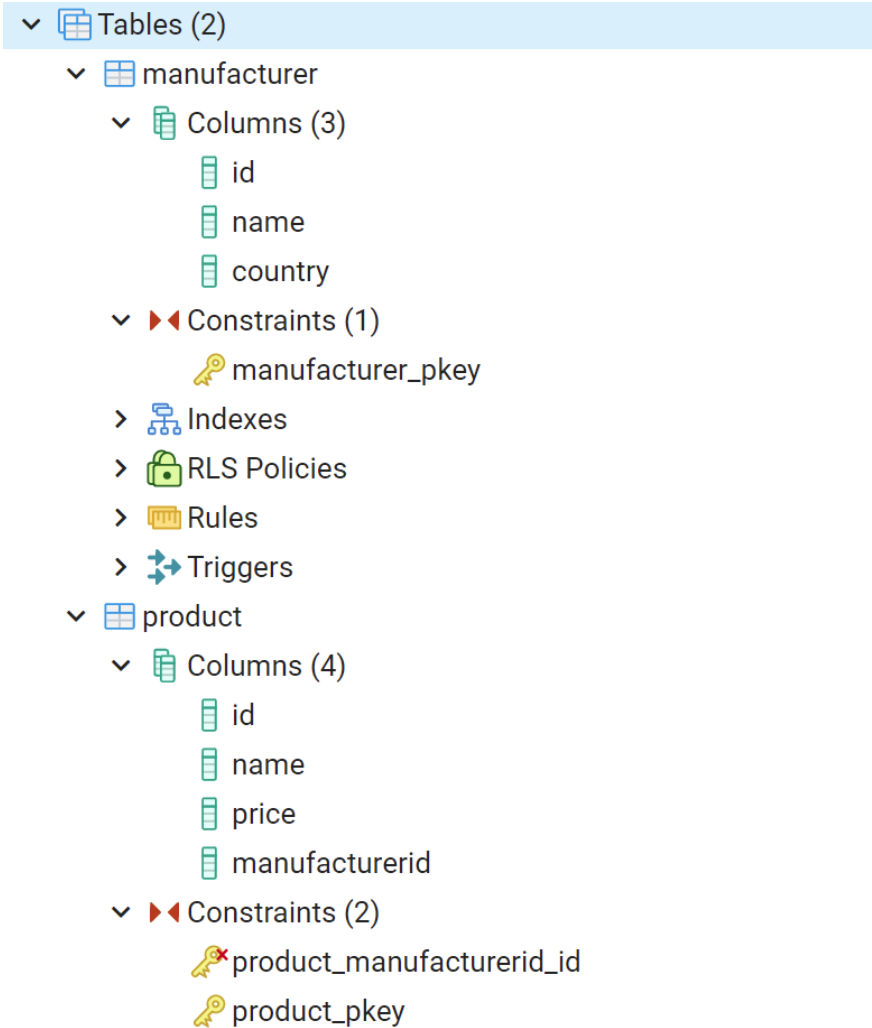 Tables (2)
manufacturer
Columns (3)
id
name
country
Constraints (1)
manufacturer_pkey
Indexes
RLS Policies
Rules
Triggers
product
Columns (4)
id
name
price
manufacturerid
Constraints (2)
product_manufacturerid_id
product_pkey